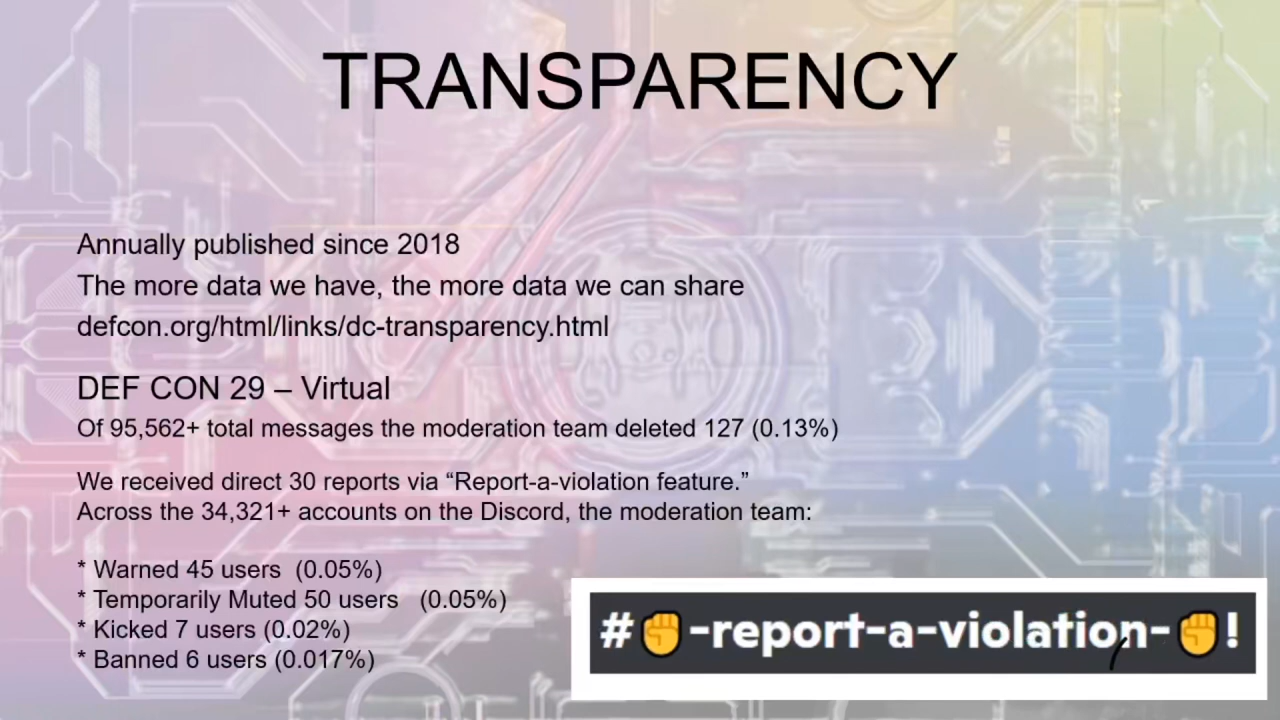 TRANSPARENCY
Annually published since 2018
The more data we have, the more data we can share
defcon.org/html/links/dc-transparency.html
DEF CON 29 – Virtual
Of 95,562+ total messages the moderation team deleted 127 (0.13%)
We received direct 30 reports via “Report-a-violation feature.”
Across the 34,321+ accounts on the Discord, the moderation team:
* Warned 45 users  (0.05%)
* Temporarily Muted 50 users   (0.05%)
* Kicked 7 users (0.02%)
* Banned 6 users (0.017%)
#✊-report-a-violation-✊!